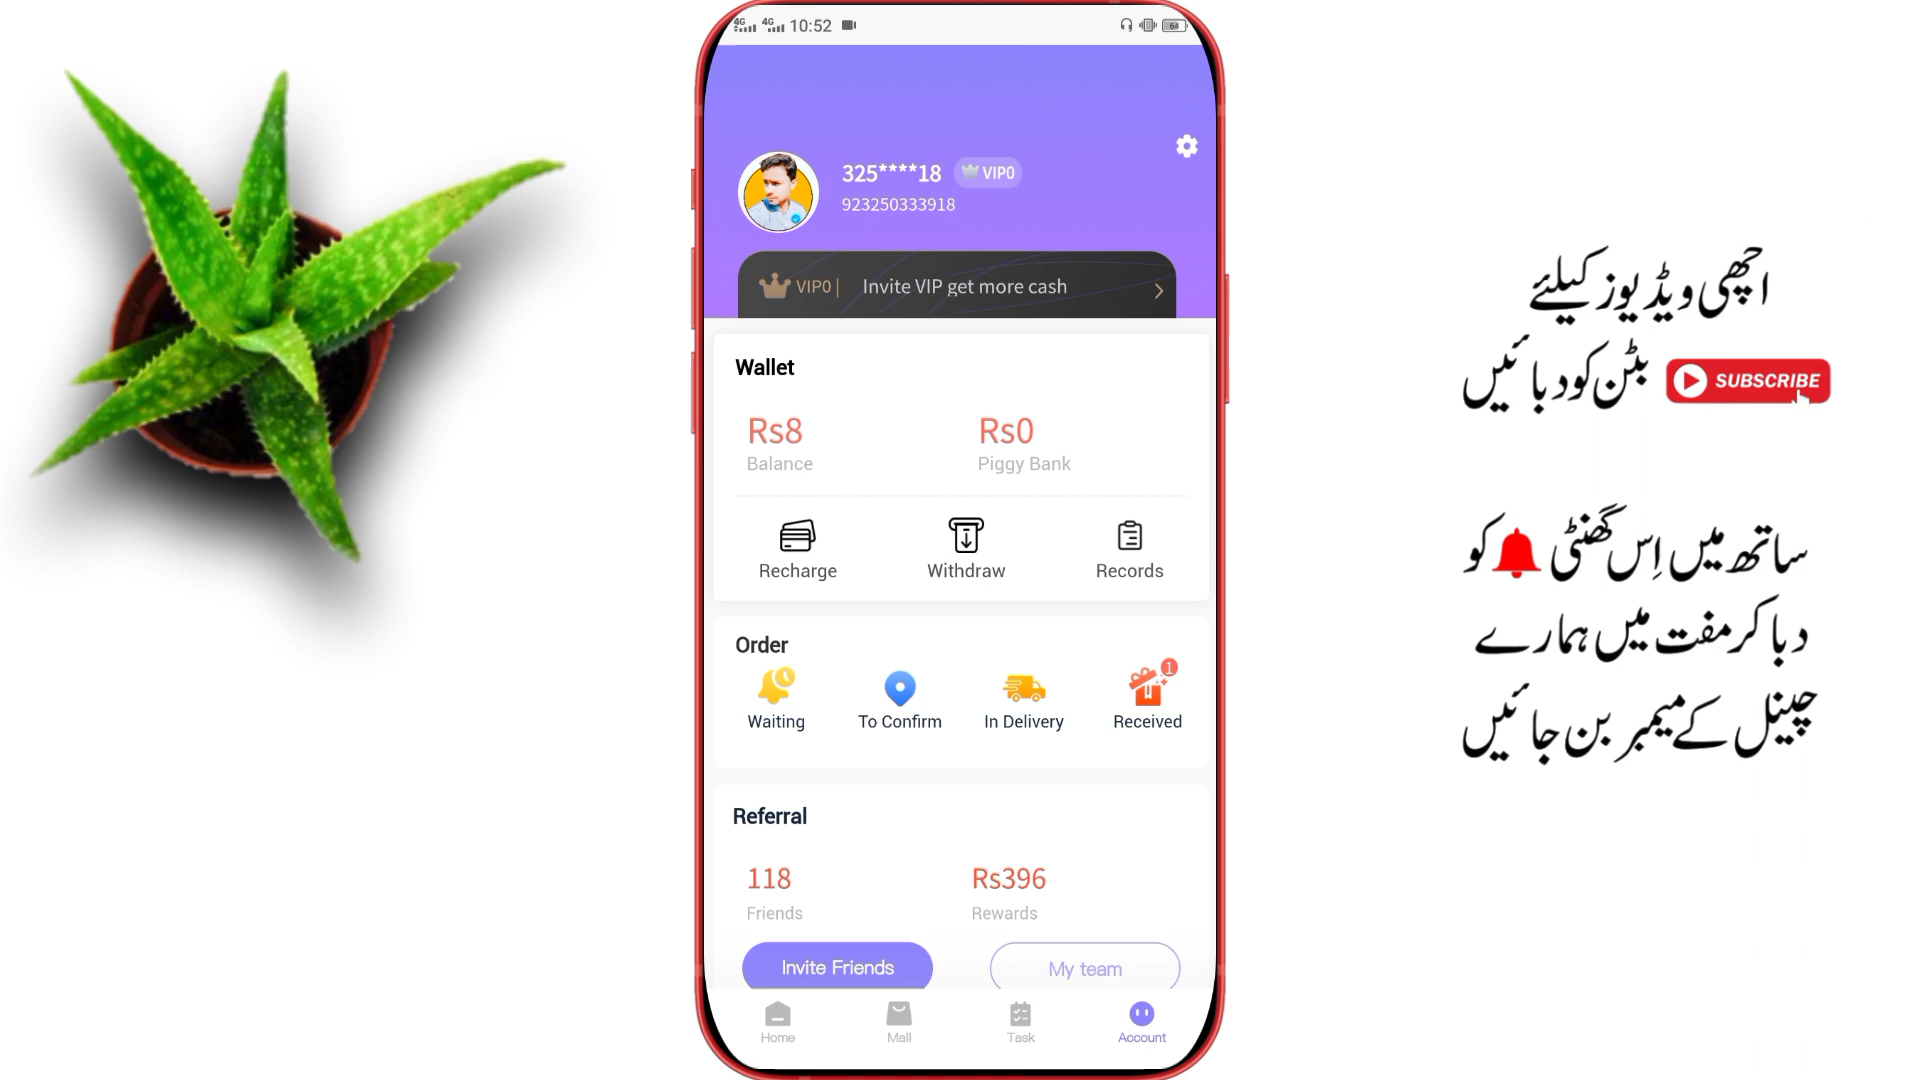 4G 4G 10:52 64
325****18 VIP0
923250333918
VIP0 | Invite VIP get more cash
Wallet
Rs8 Rs0
Balance Piggy Bank
Recharge Withdraw Records
Order
1
Waiting To Confirm In Delivery Received
Referral
118 Rs396
Friends Rewards
Invite Friends My team
Home Mall Task Account
اچھی ویڈیوز کیلئے
SUBSCRIBE بٹن کو دبائیں
ساتھ میں اِس گھنٹی کو
دبا کر مفت میں ہمارے
چینل کے میمبر بن جائیں